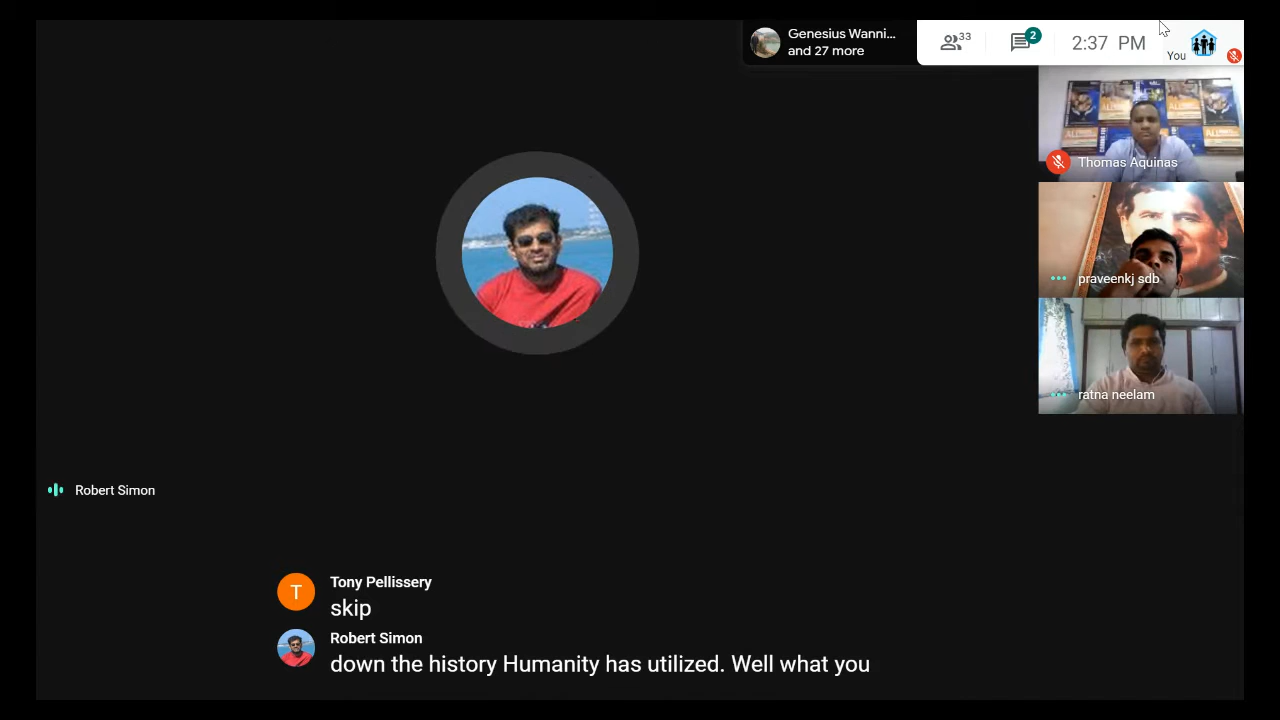 Genesius Wanni...
and 27 more
33
2
2:37 PM
You
Thomas Aquinas
praveenkj sdb
ratna neelam
Robert Simon
T
Tony Pellissery
skip
Robert Simon
down the history Humanity has utilized. Well what you